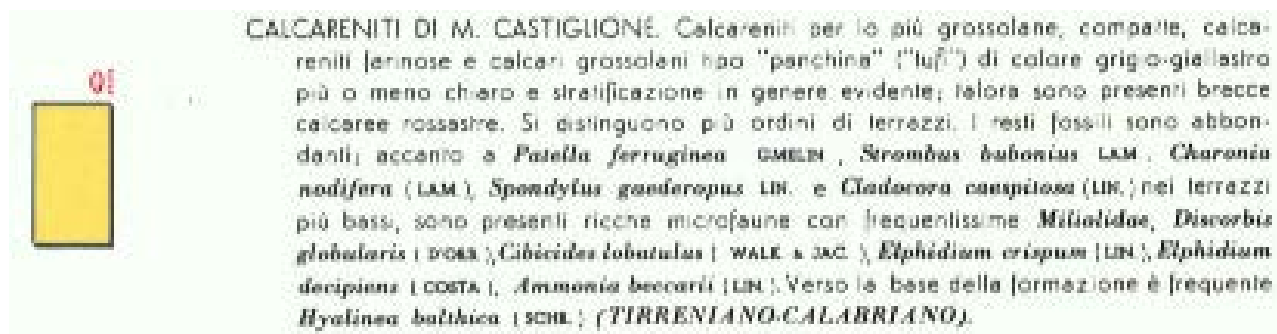 CALCARENITI DI M. CASTIGLIONE. Calcareniti per lo più grossolane, compatte, calca-
reniti farinose e calcari grossolani tipo "panchina" ("tufi") di colore grigio-giallastro
più o meno chiaro e stratificazione in genere evidente; talora sono presenti brecce
calcaree rossastre. Si distinguono più ordini di terrazzi. I resti fossili sono abbon-
danti; accanto a Patella ferruginea GMELIN, Strombus bubonius LAM. Charonia
nodifera (LAM.), Spondylus gaederopus LIN. e Cladocora caespitosa (LIN.) nei terrazzi
più bassi, sono presenti ricche microfaune con frequentissime Miliolidae, Discorbis
globularis (D'ORB.), Cibicides lobatulus (WALK & JAC.), Elphidium crispum (LIN.), Elphidium
decipiens (COSTA), Ammonia beccarii (LIN.). Verso la base della formazione è frequente
Hyalinea balthica (SCHR.) (TIRRENIANO-CALABRIANO).